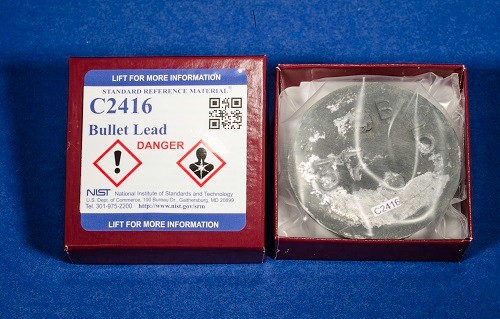 LIFT FOR MORE INFORMATION
STANDARD REFERENCE MATERIAL®
C2416
Bullet Lead
DANGER
NIST National Institute of Standards and Technology
U.S. Dept. of Commerce, 100 Bureau Dr., Gaithersburg, MD 20899
Tel. 301-975-2200 http://www.nist.gov/srm
LIFT FOR MORE INFORMATION
C2416